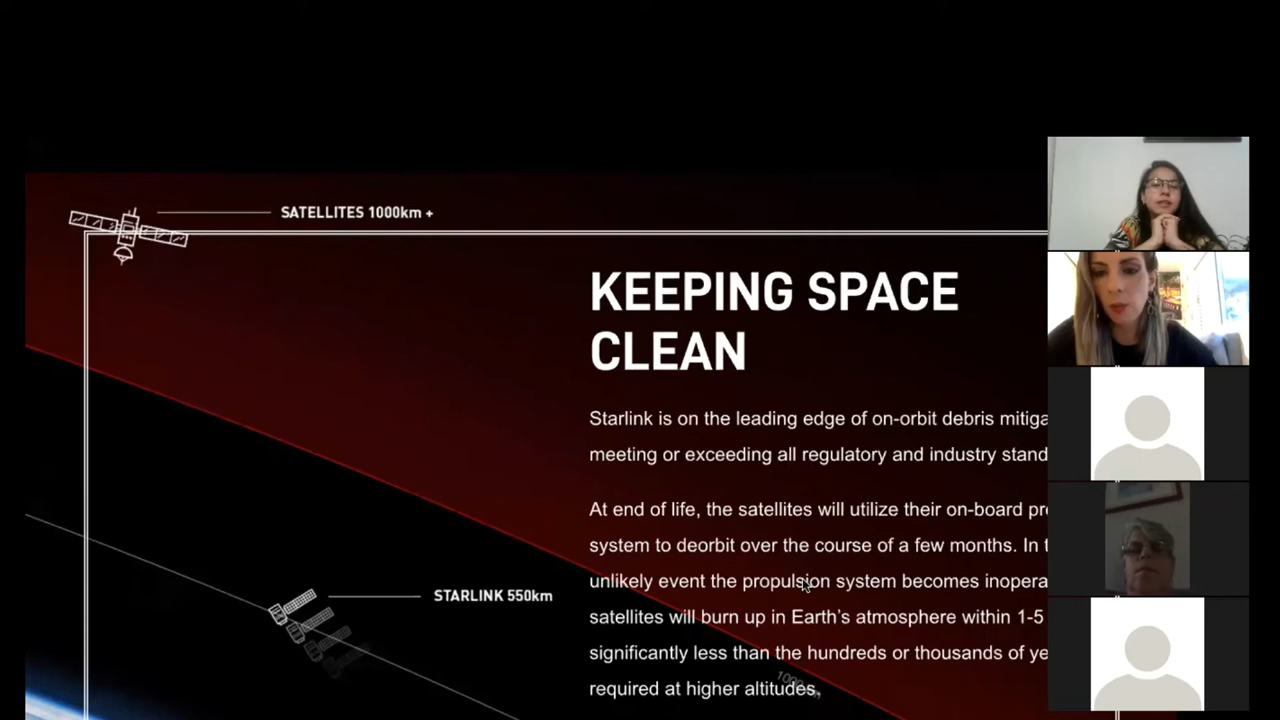 SATELLITES 1000km +
KEEPING SPACE
CLEAN
Starlink is on the leading edge of on-orbit debris mitiga
meeting or exceeding all regulatory and industry stand
At end of life, the satellites will utilize their on-board pr
system to deorbit over the course of a few months. In t
unlikely event the propulsion system becomes inopera
STARLINK 550km
satellites will burn up in Earth's atmosphere within 1-5
significantly less than the hundreds or thousands of ye
required at higher altitudes.